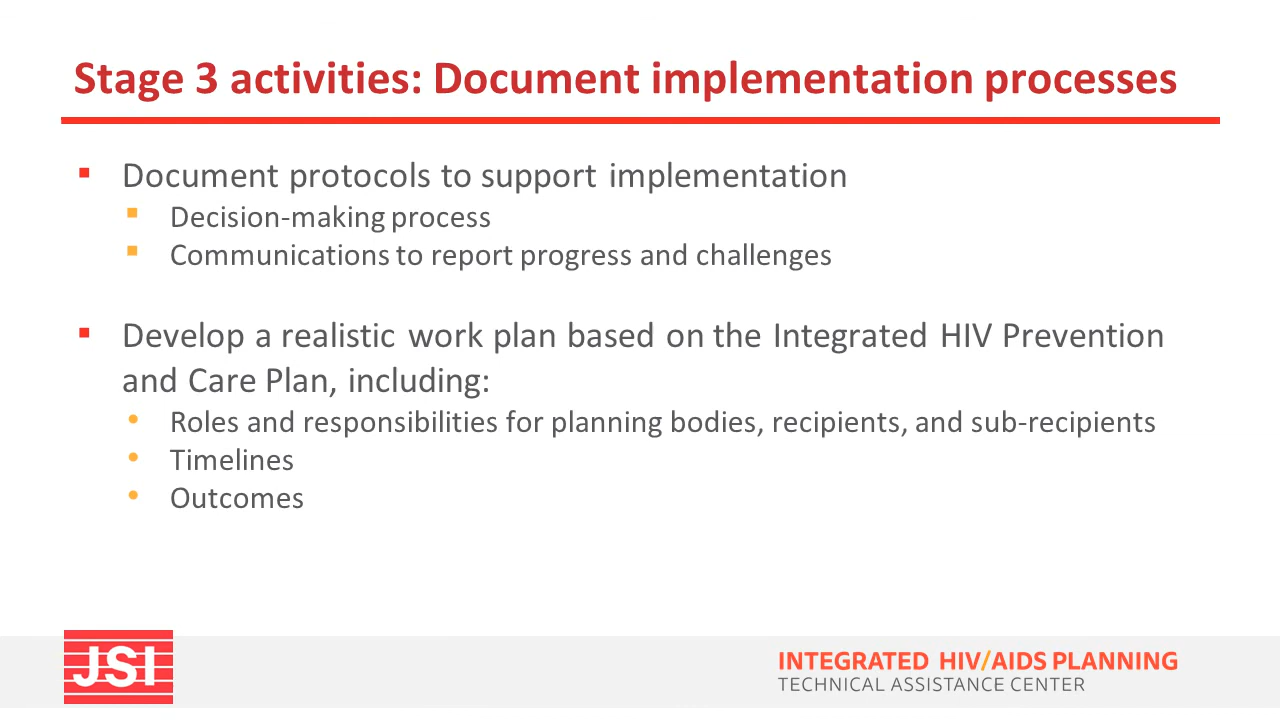 Stage 3 activities: Document implementation processes
Document protocols to support implementation
Decision-making process
Communications to report progress and challenges
Develop a realistic work plan based on the Integrated HIV Prevention
and Care Plan, including:
Roles and responsibilities for planning bodies, recipients, and sub-recipients
Timelines
Outcomes
JSI
INTEGRATED HIV/AIDS PLANNING
TECHNICAL ASSISTANCE CENTER